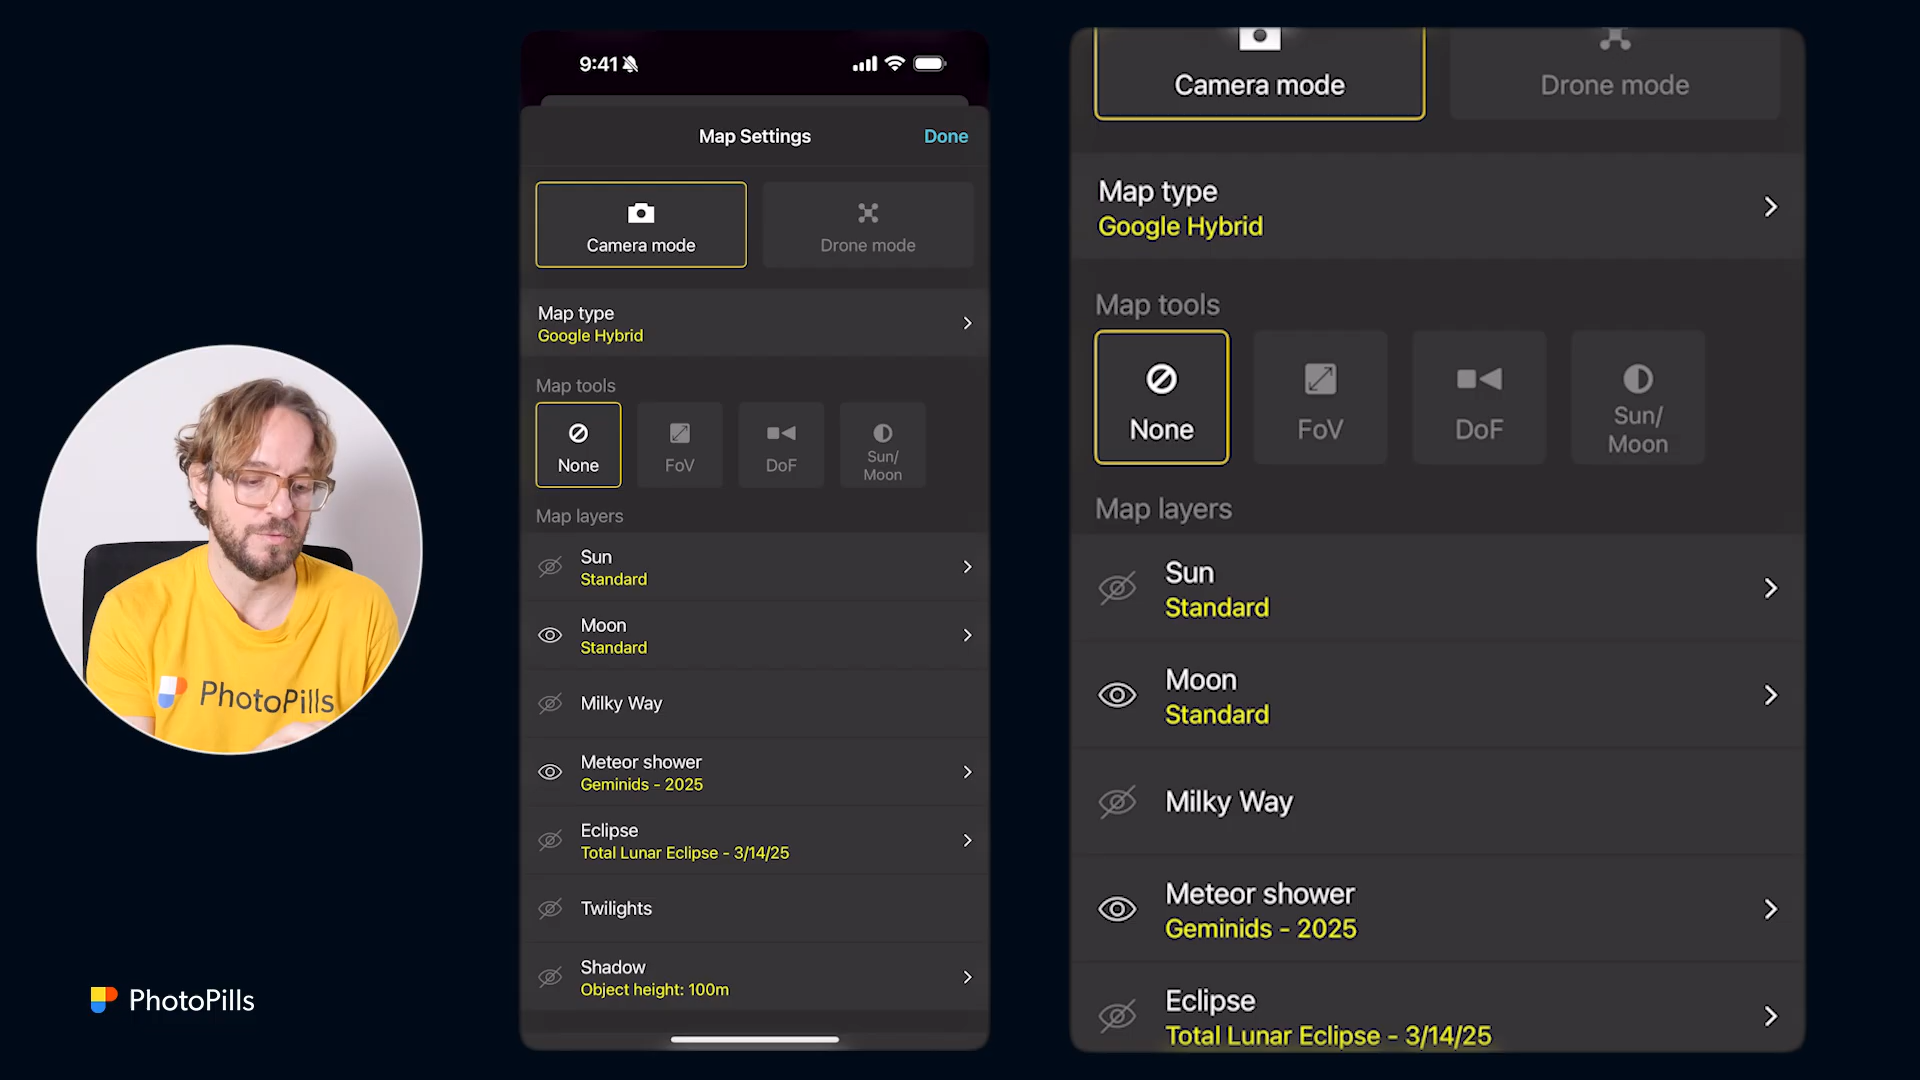 9:41
Map Settings
Done
Camera mode
Drone mode
Map type
Google Hybrid
Map tools
None
FoV
DoF
Sun/
Moon
Map layers
Sun
Standard
Moon
Standard
Milky Way
Meteor shower
Geminids - 2025
Eclipse
Total Lunar Eclipse - 3/14/25
Twilights
Shadow
Object height: 100m
Camera mode
Drone mode
Map type
Google Hybrid
Map tools
None
FoV
DoF
Sun/
Moon
Map layers
Sun
Standard
Moon
Standard
Milky Way
Meteor shower
Geminids - 2025
Eclipse
Total Lunar Eclipse - 3/14/25
PhotoPills
PhotoPills